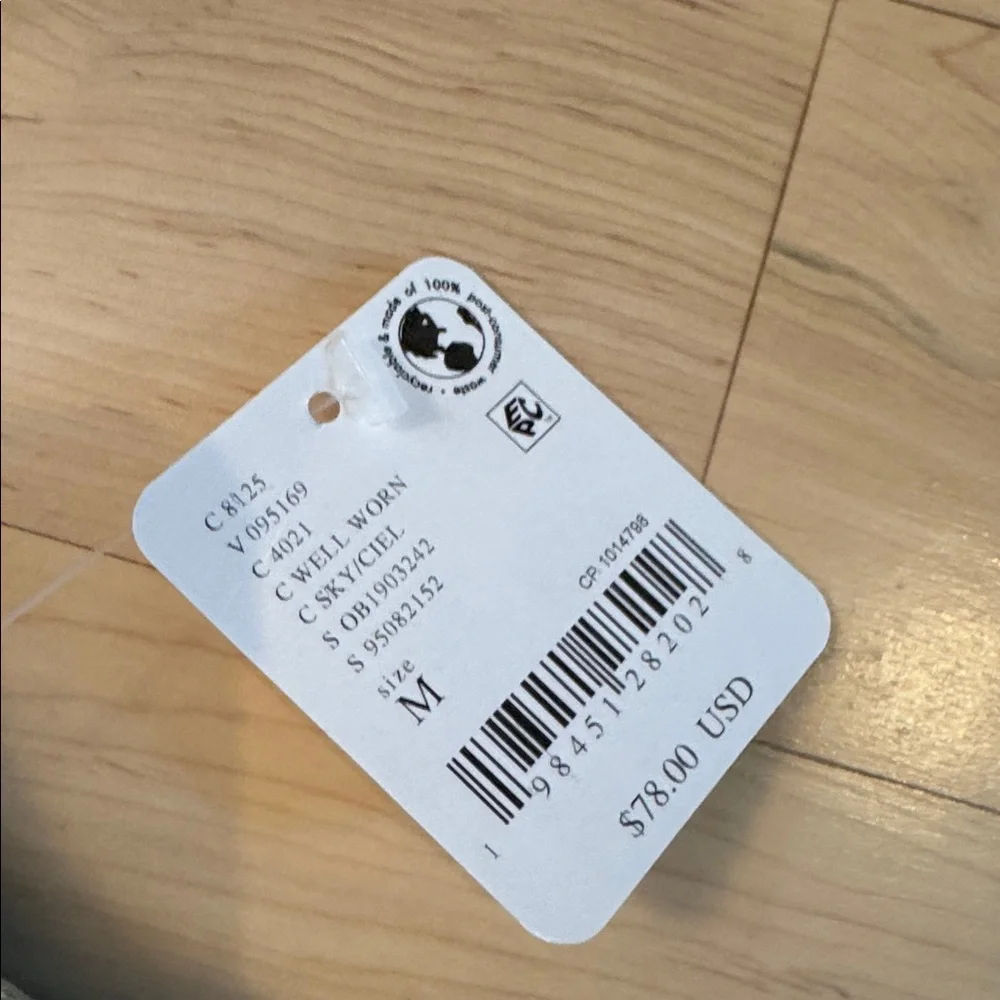 recyclable & made of 100% post-consumer waste •
EPC
C 8125
V 095169
C 4021
C WELL WORN
C SKY/CIEL
S OB1903242
S 95082152
size
M
CP:1014798
1 98451 28202 8
$78.00 USD